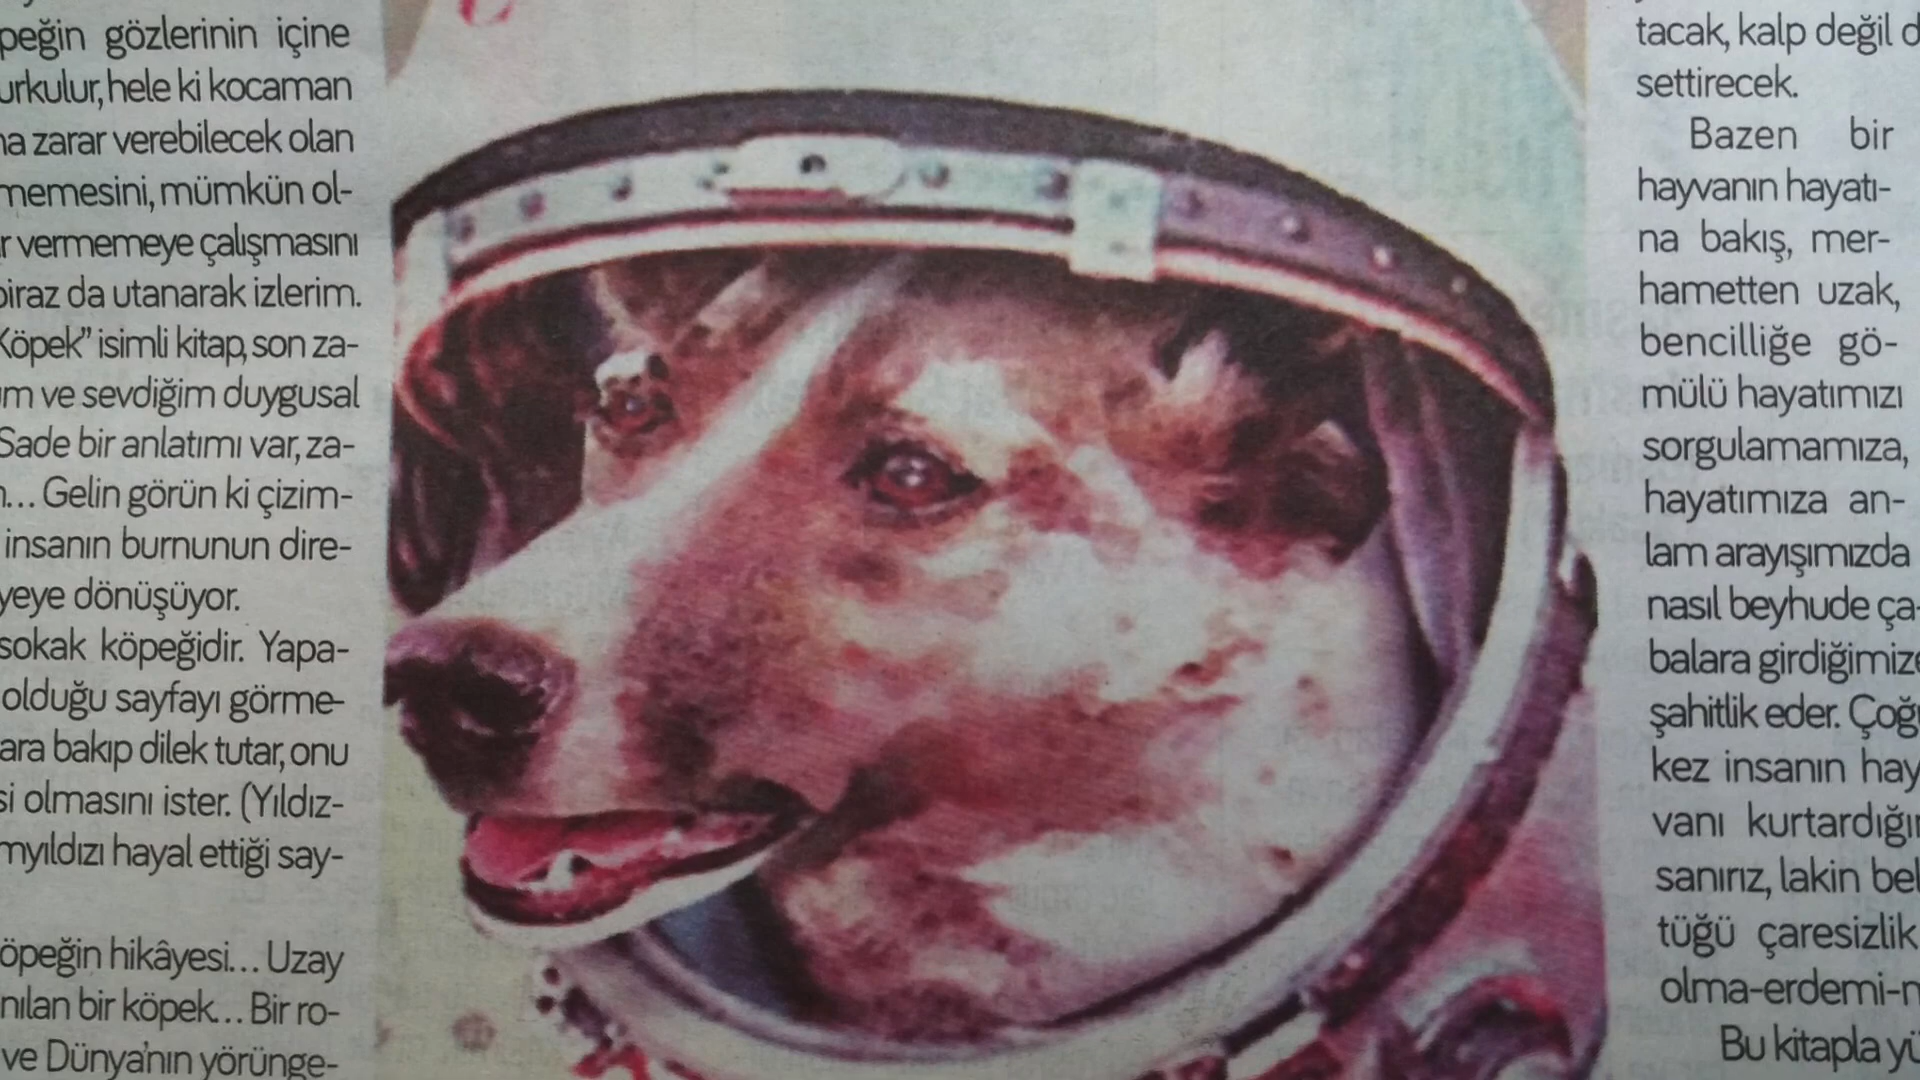 peğin gözlerinin içine
urkulur, hele ki kocaman
na zarar verebilecek olan
memesini, mümkün ol-
r vermemeye çalışmasını
biraz da utanarak izlerim.
Köpek” isimli kitap, son za-
m ve sevdiğim duygusal
Sade bir anlatımı var, za-
n... Gelin görün ki çizim-
insanın burnunun dire-
yeye dönüşüyor.
sokak köpeğidir. Yapa-
olduğu sayfayı görme-
ara bakıp dilek tutar, onu
si olmasını ister. (Yıldız-
myıldızı hayal ettiği say-
öpeğin hikâyesi... Uzay
nılan bir köpek... Bir ro-
ve Dünya'nın yörünge-
tacak, kalp değil d
settirecek.
Bazen bir
hayvanın hayatı-
na bakış, mer-
hametten uzak,
bencilliğe gö-
mülü hayatımızı
sorgulamamıza,
hayatımıza an-
lam arayışımızda
nasıl beyhude ça-
balara girdiğimize
şahitlik eder. Çoğu
kez insanın hay
vanı kurtardığın
sanırız, lakin bel
tüğü çaresizlik
olma-erdemi-n
Bu kitapla yü